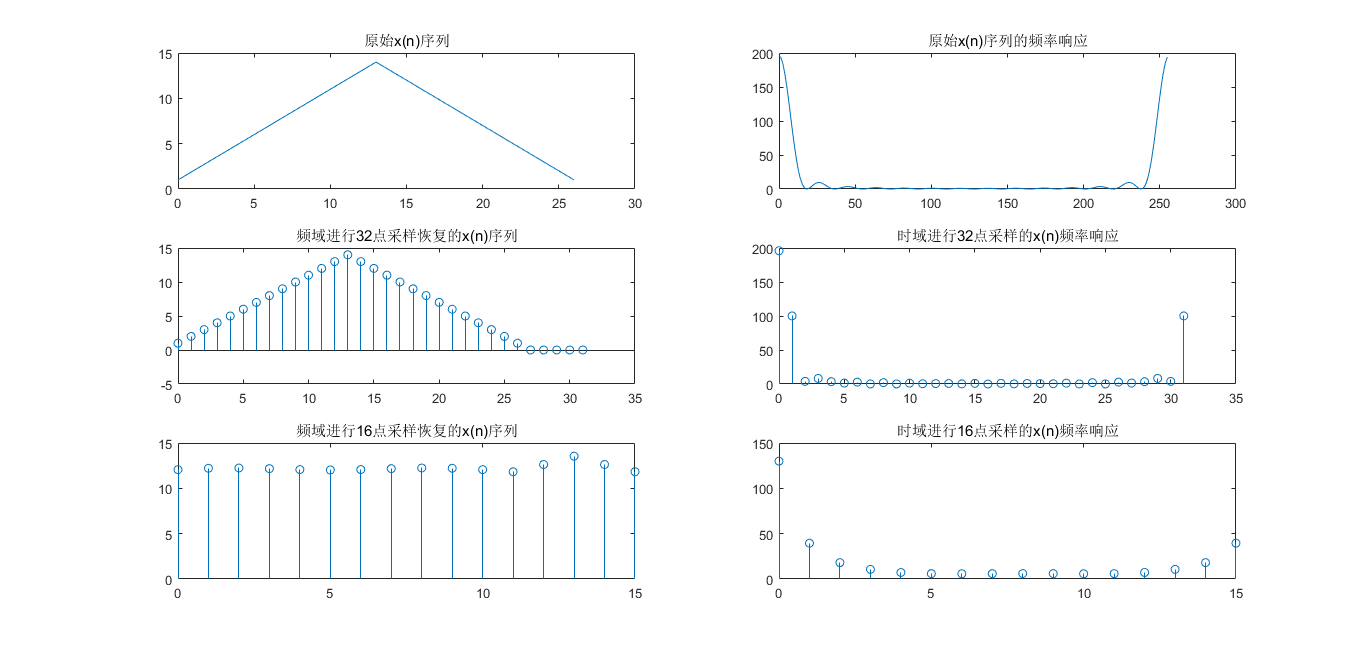 原始x(n)序列
15
10
5
0
0 5 10 15 20 25 30
原始x(n)序列的频率响应
200
150
100
50
0
0 50 100 150 200 250 300
频域进行32点采样恢复的x(n)序列
15
10
5
0
-5
0 5 10 15 20 25 30 35
时域进行32点采样的x(n)频率响应
200
150
100
50
0
0 5 10 15 20 25 30 35
频域进行16点采样恢复的x(n)序列
15
10
5
0
0 5 10 15
时域进行16点采样的x(n)频率响应
150
100
50
0
0 5 10 15